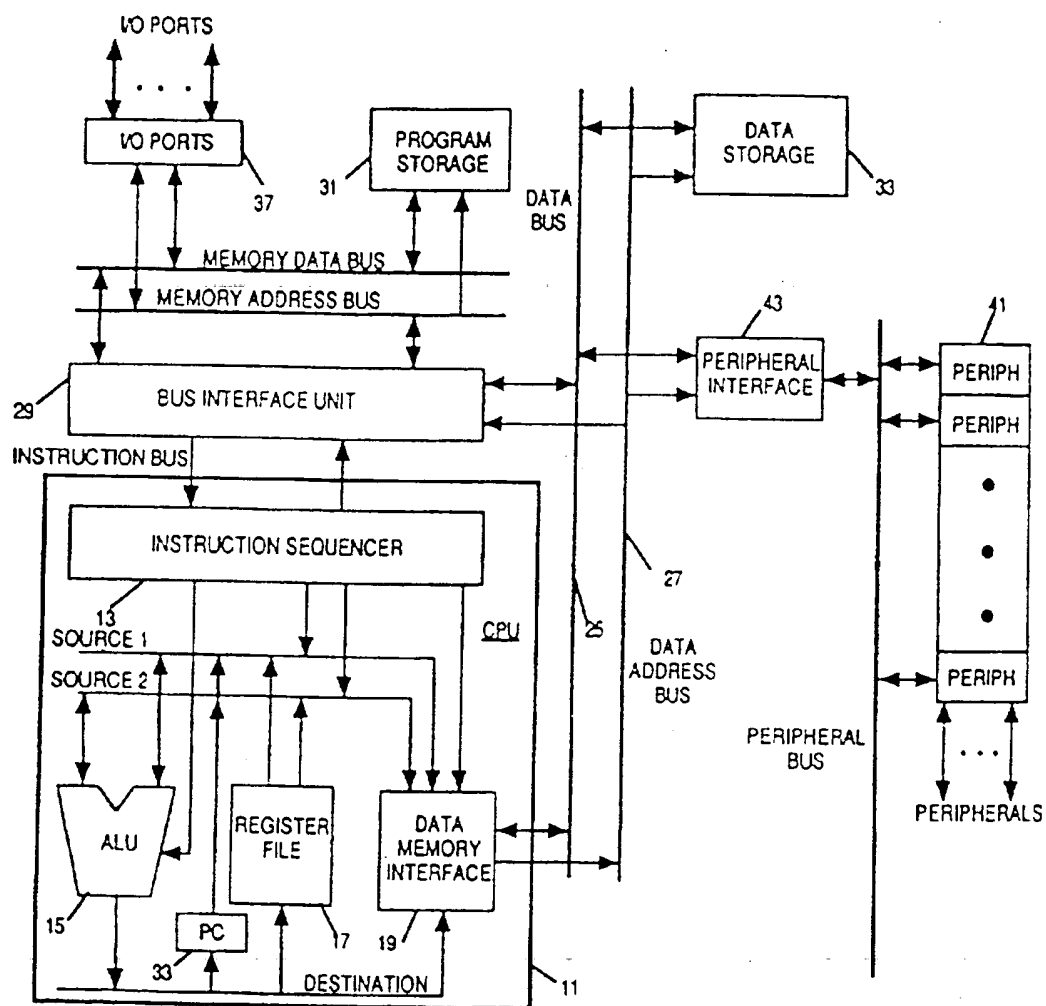 I/O PORTS
I/O PORTS
37
PROGRAM
STORAGE
31
DATA
STORAGE
33
DATA
BUS
MEMORY DATA BUS
MEMORY ADDRESS BUS
43
41
PERIPHERAL
INTERFACE
PERIPH
PERIPH
29
BUS INTERFACE UNIT
INSTRUCTION BUS
INSTRUCTION SEQUENCER
13
CPU
25
27
SOURCE 1
SOURCE 2
DATA
ADDRESS
BUS
PERIPH
PERIPHERAL
BUS
PERIPHERALS
ALU
REGISTER
FILE
DATA
MEMORY
INTERFACE
15
PC
33
17
19
DESTINATION
11